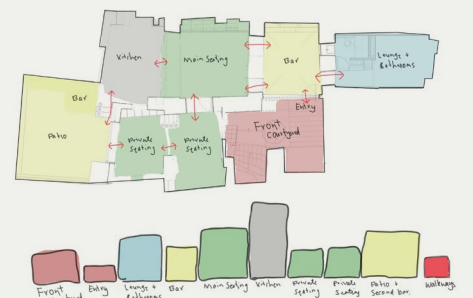 Kitchen
Main Seating
Bar
Lounge +
Bathrooms
Bar
Entry
Patio
Private
Seating
Private
Seating
Front
Courtyard
Front
Entry
Lounge +
Bathrooms
Bar
Main Seating
Kitchen
Private
Seating
Private
Seating
Patio +
Second bar.
Walkways